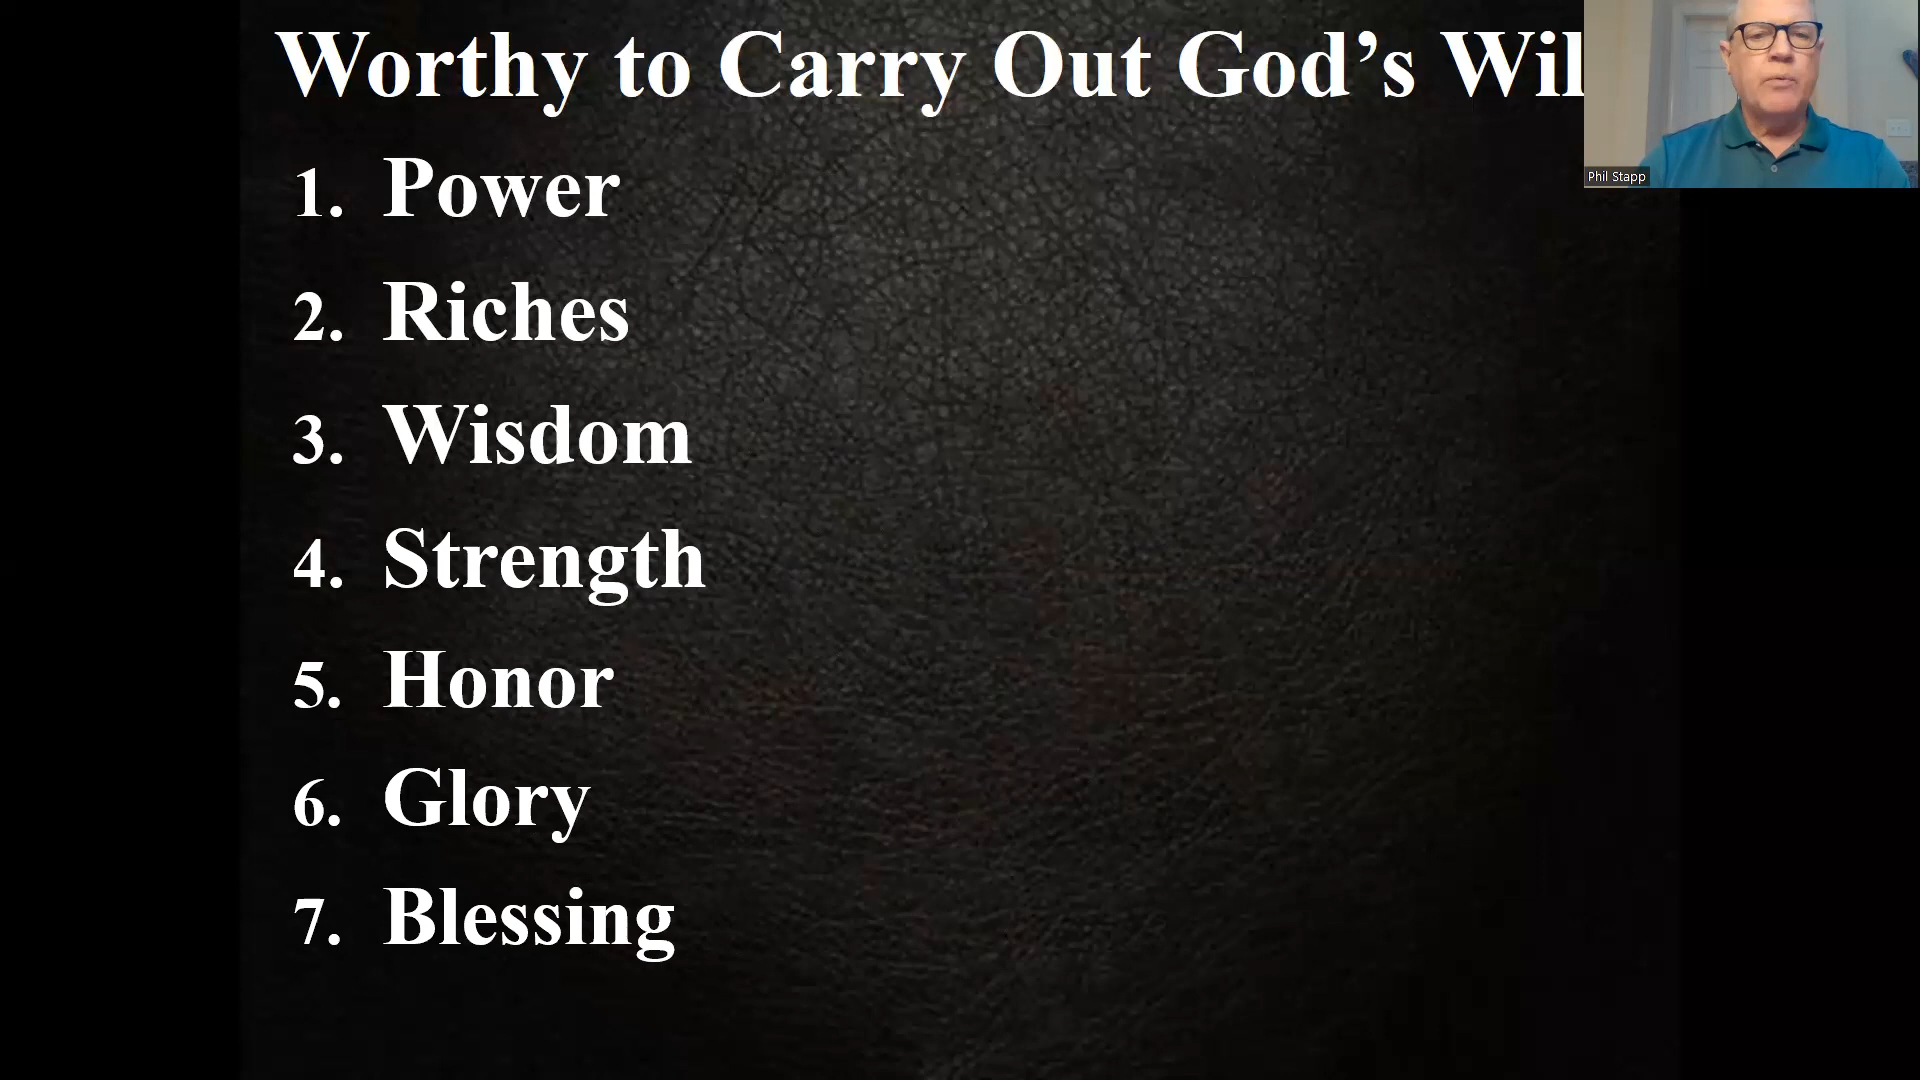 Worthy to Carry Out God’s Wil
1. Power
2. Riches
3. Wisdom
4. Strength
5. Honor
6. Glory
7. Blessing
Phil Stapp